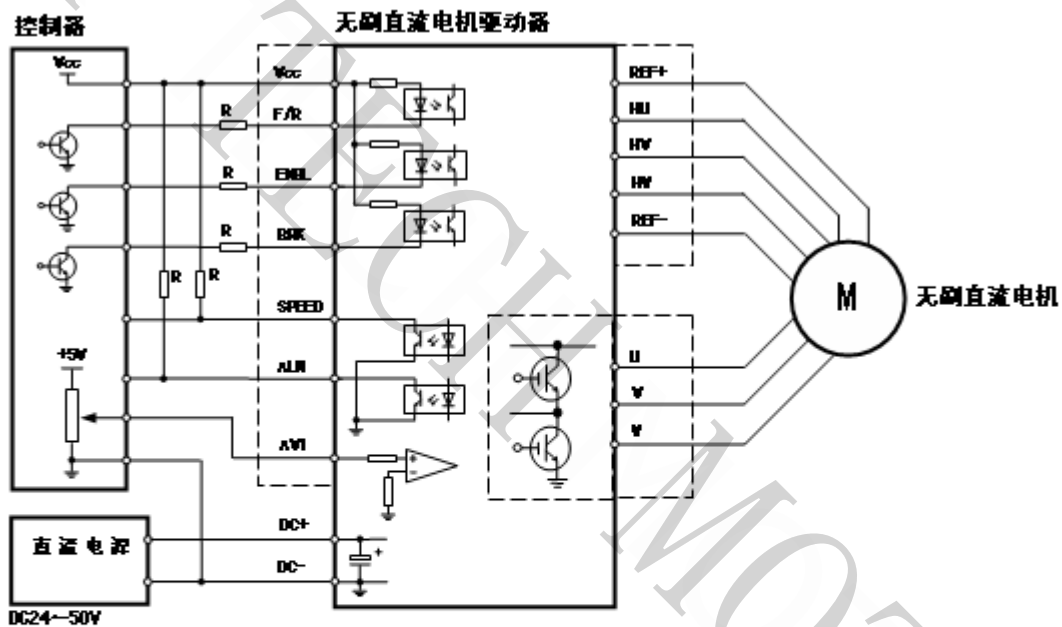 控制器
无刷直流电机驱动器
Vcc
Vcc
REF+
R
F/R
HU
HV
R
ENBL
HW
R
BRK
REF-
R
R
SPEED
M
无刷直流电机
+5V
ALM
U
V
W
AVI
DC+
直流电源
+
DC-
DC24~50V
TECH MOT